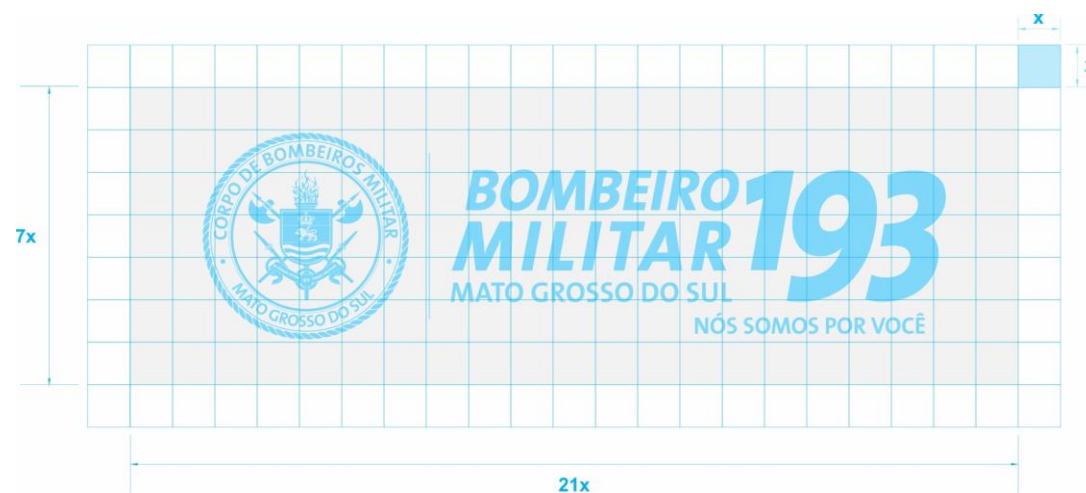 x
7x
CORPO DE BOMBEIROS MILITAR
MATO GROSSO DO SUL
BOMBEIRO
MILITAR
193
MATO GROSSO DO SUL
NÓS SOMOS POR VOCÊ
21x